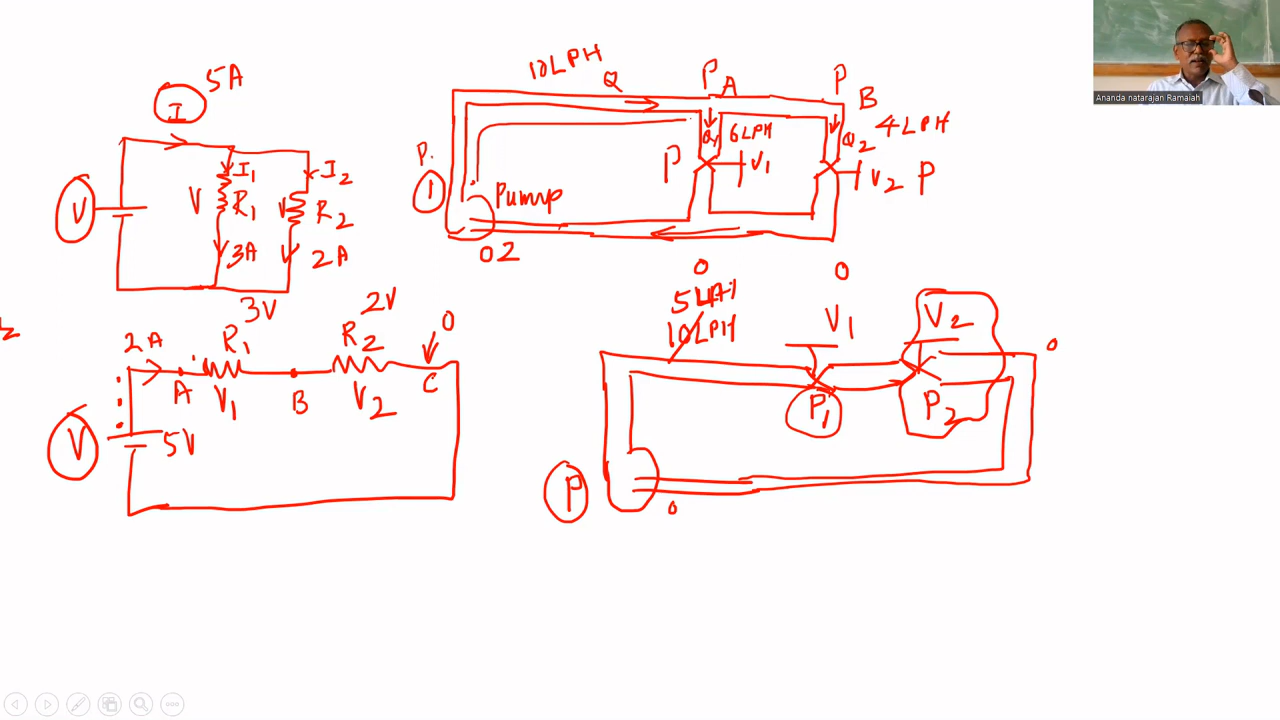 5A
I
I1
I2
V
V
R1
V
R2
3A
2A
10LPH
Q
P
A
P
B
Q1
6LPH
Q2
4LPH
P
V1
V2
P
P.
1
Pump
02
0
0
3V
2V
0
2A
R1
R2
A
V1
B
V2
C
V
5V
10LPH
V1
V2
0
P1
P2
P
0
Ananda natarajan Ramaiah